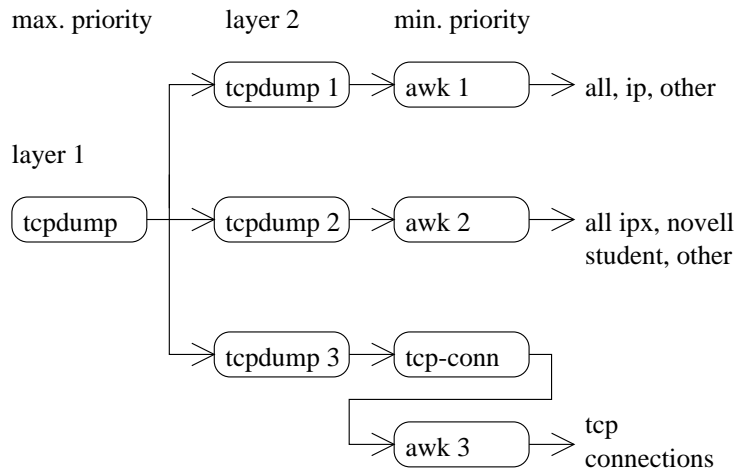 max. priority
layer 2
min. priority
tcpdump 1
awk 1
all, ip, other
layer 1
tcpdump
tcpdump 2
awk 2
all ipx, novell
student, other
tcpdump 3
tcp-conn
awk 3
tcp
connections